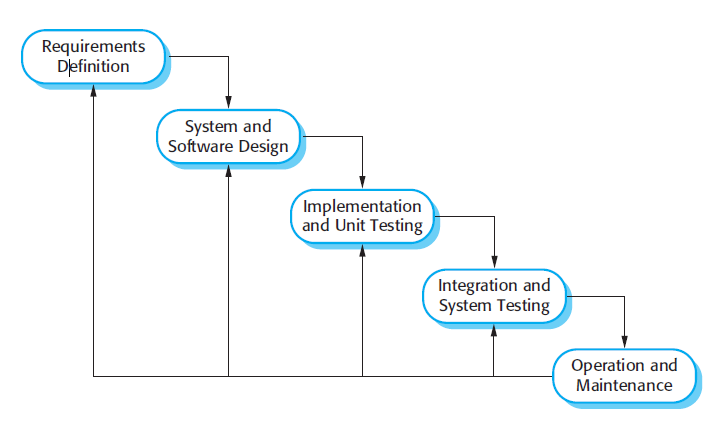 Requirements
Definition
System and
Software Design
Implementation
and Unit Testing
Integration and
System Testing
Operation and
Maintenance